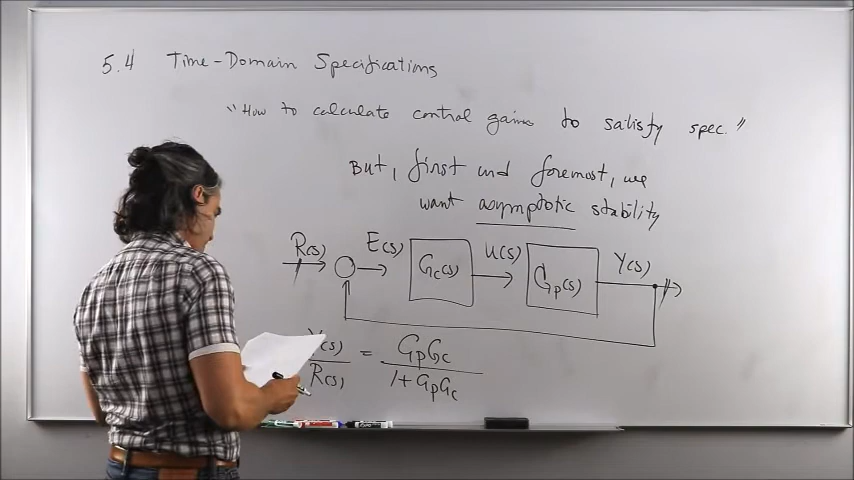 5.4 Time-Domain Specifications
"How to calculate control gains to satisfy spec."
But, first and foremost, we
want asymptotic stability
R(s) E(s) Gc(s) U(s) Gp(s) Y(s)
Y(s) = GpGc
R(s) 1+GpGc